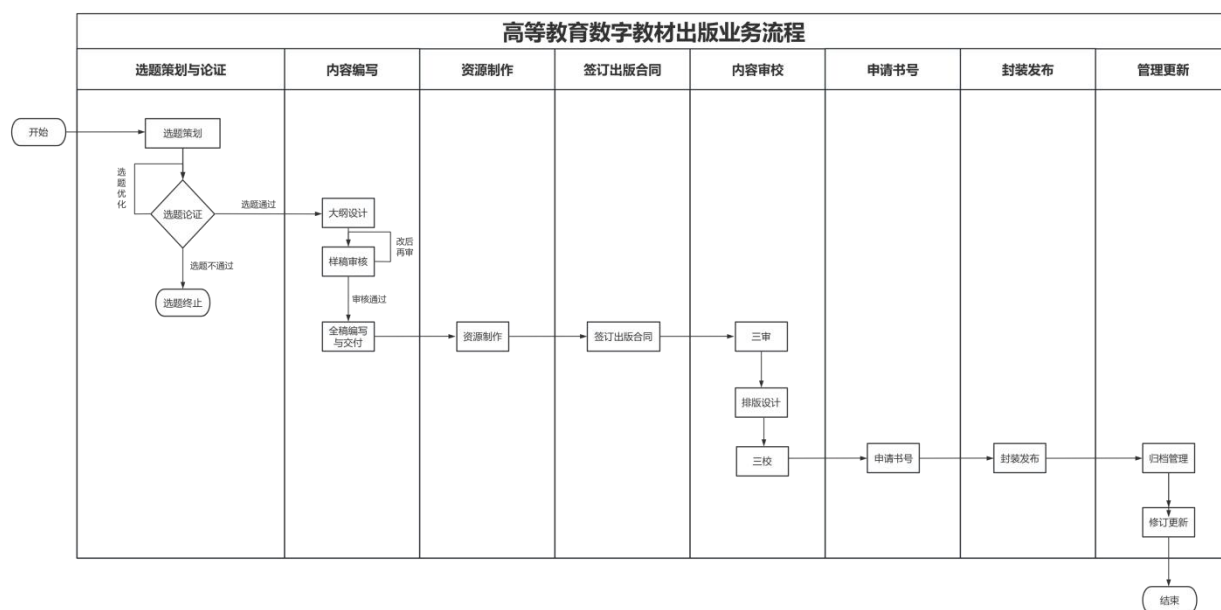 高等教育数字教材出版业务流程
选题策划与论证
内容编写
资源制作
签订出版合同
内容审校
申请书号
封装发布
管理更新
开始
选题策划
选题优化
选题论证
选题通过
选题不通过
选题终止
大纲设计
改后
再审
样稿审核
审核通过
全稿编写
与交付
资源制作
签订出版合同
三审
排版设计
三校
申请书号
封装发布
归档管理
修订更新
结束